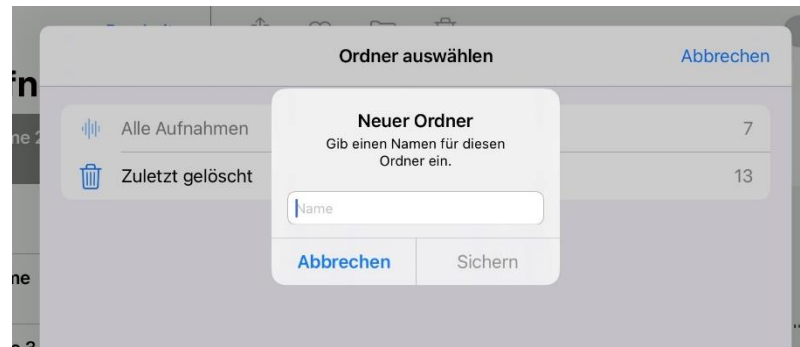 Ordner auswählen
Abbrechen
Alle Aufnahmen
7
Zuletzt gelöscht
13
Neuer Ordner
Gib einen Namen für diesen
Ordner ein.
Name
Abbrechen
Sichern